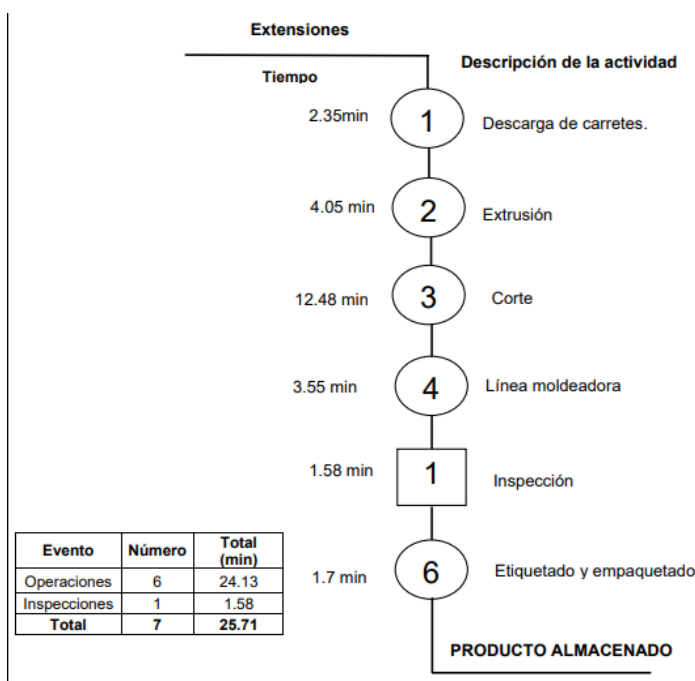 Extensiones
Tiempo
Descripción de la actividad
2.35min
1
Descarga de carretes.
4.05 min
2
Extrusión
12.48 min
3
Corte
3.55 min
4
Línea moldeadora
1.58 min
1
Inspección
1.7 min
6
Etiquetado y empaquetado
Evento Número Total (min)
Operaciones 6 24.13
Inspecciones 1 1.58
Total 7 25.71
PRODUCTO ALMACENADO